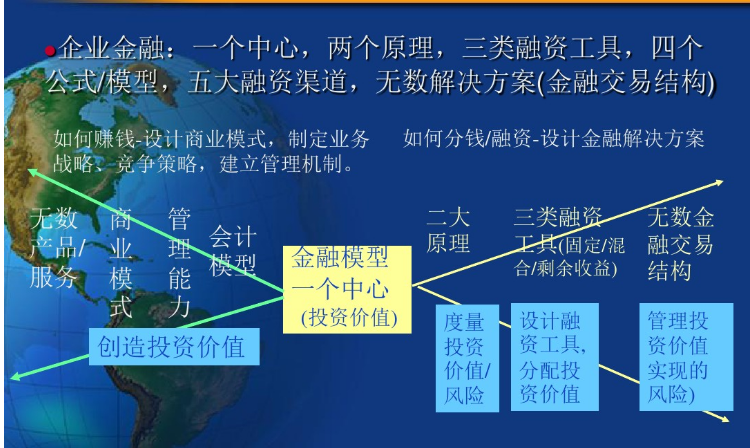 企业金融：一个中心，两个原理，三类融资工具，四个
公式/模型，五大融资渠道，无数解决方案(金融交易结构)
如何赚钱-设计商业模式，制定业务
战略、竞争策略，建立管理机制。
如何分钱/融资-设计金融解决方案
无数
产品/
服务
商
业
模
式
管
理
能
力
会计
模型
金融模型
一个中心
(投资价值)
二大
原理
三类融资
工具(固定/混
合/剩余收益)
无数金
融交易
结构
创造投资价值
度量
投资
价值/
风险
设计融
资工具,
分配投
资价值
管理投
资价值
实现的
风险)